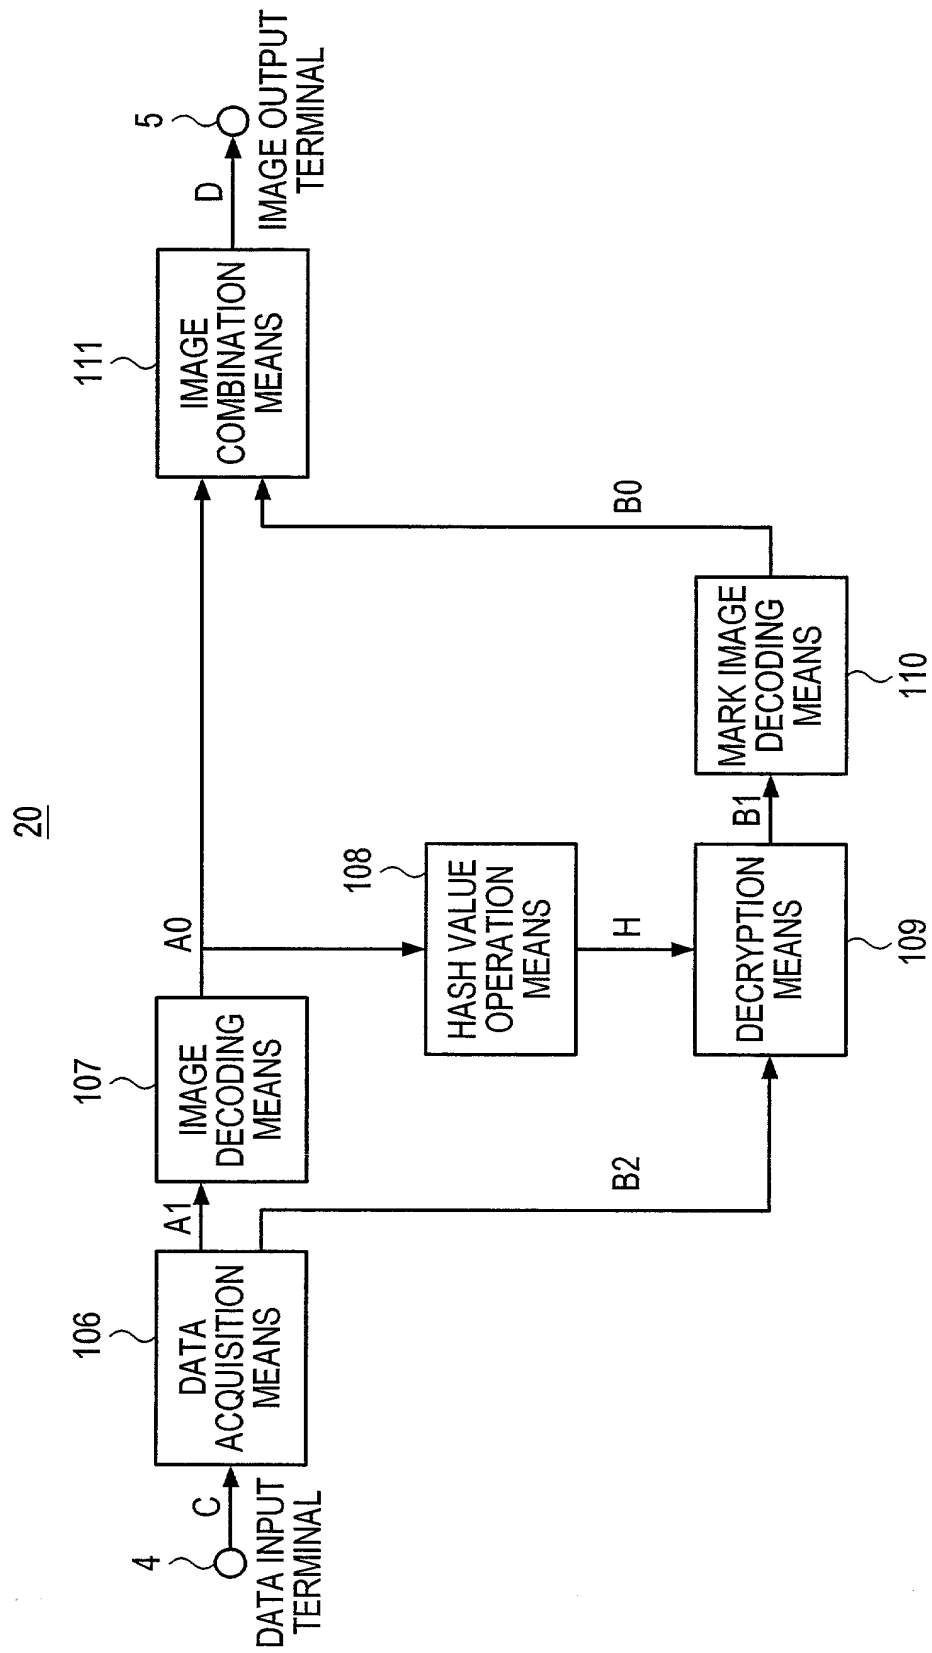 20
4
C
DATA INPUT
TERMINAL
106
DATA
ACQUISITION
MEANS
A1
107
IMAGE
DECODING
MEANS
A0
111
IMAGE
COMBINATION
MEANS
D
5
IMAGE OUTPUT
TERMINAL
108
HASH VALUE
OPERATION
MEANS
H
B2
DECRYPTION
MEANS
109
B1
MARK IMAGE
DECODING
MEANS
110
B0